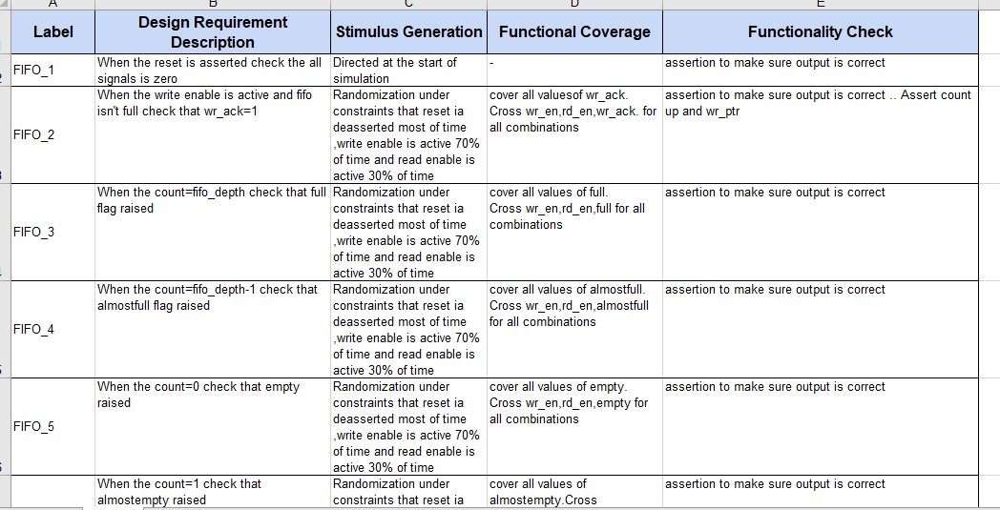 A B C D E
Label
Design Requirement
Description
Stimulus Generation
Functional Coverage
Functionality Check
FIFO_1
When the reset is asserted check the all
signals is zero
Directed at the start of
simulation
-
assertion to make sure output is correct
FIFO_2
When the write enable is active and fifo
isn't full check that wr_ack=1
Randomization under
constraints that reset ia
deasserted most of time
,write enable is active 70%
of time and read enable is
active 30% of time
cover all valuesof wr_ack.
Cross wr_en,rd_en,wr_ack. for
all combinations
assertion to make sure output is correct .. Assert count
up and wr_ptr
FIFO_3
When the count=fifo_depth check that full
flag raised
Randomization under
constraints that reset ia
deasserted most of time
,write enable is active 70%
of time and read enable is
active 30% of time
cover all values of full.
Cross wr_en,rd_en,full for all
combinations
assertion to make sure output is correct
FIFO_4
When the count=fifo_depth-1 check that
almostfull flag raised
Randomization under
constraints that reset ia
deasserted most of time
,write enable is active 70%
of time and read enable is
active 30% of time
cover all values of almostfull.
Cross wr_en,rd_en,almostfull
for all combinations
assertion to make sure output is correct
FIFO_5
When the count=0 check that empty
raised
Randomization under
constraints that reset ia
deasserted most of time
,write enable is active 70%
of time and read enable is
active 30% of time
cover all values of empty.
Cross wr_en,rd_en,empty for
all combinations
assertion to make sure output is correct
When the count=1 check that
almostempty raised
Randomization under
constraints that reset ia
cover all values of
almostempty.Cross
assertion to make sure output is correct